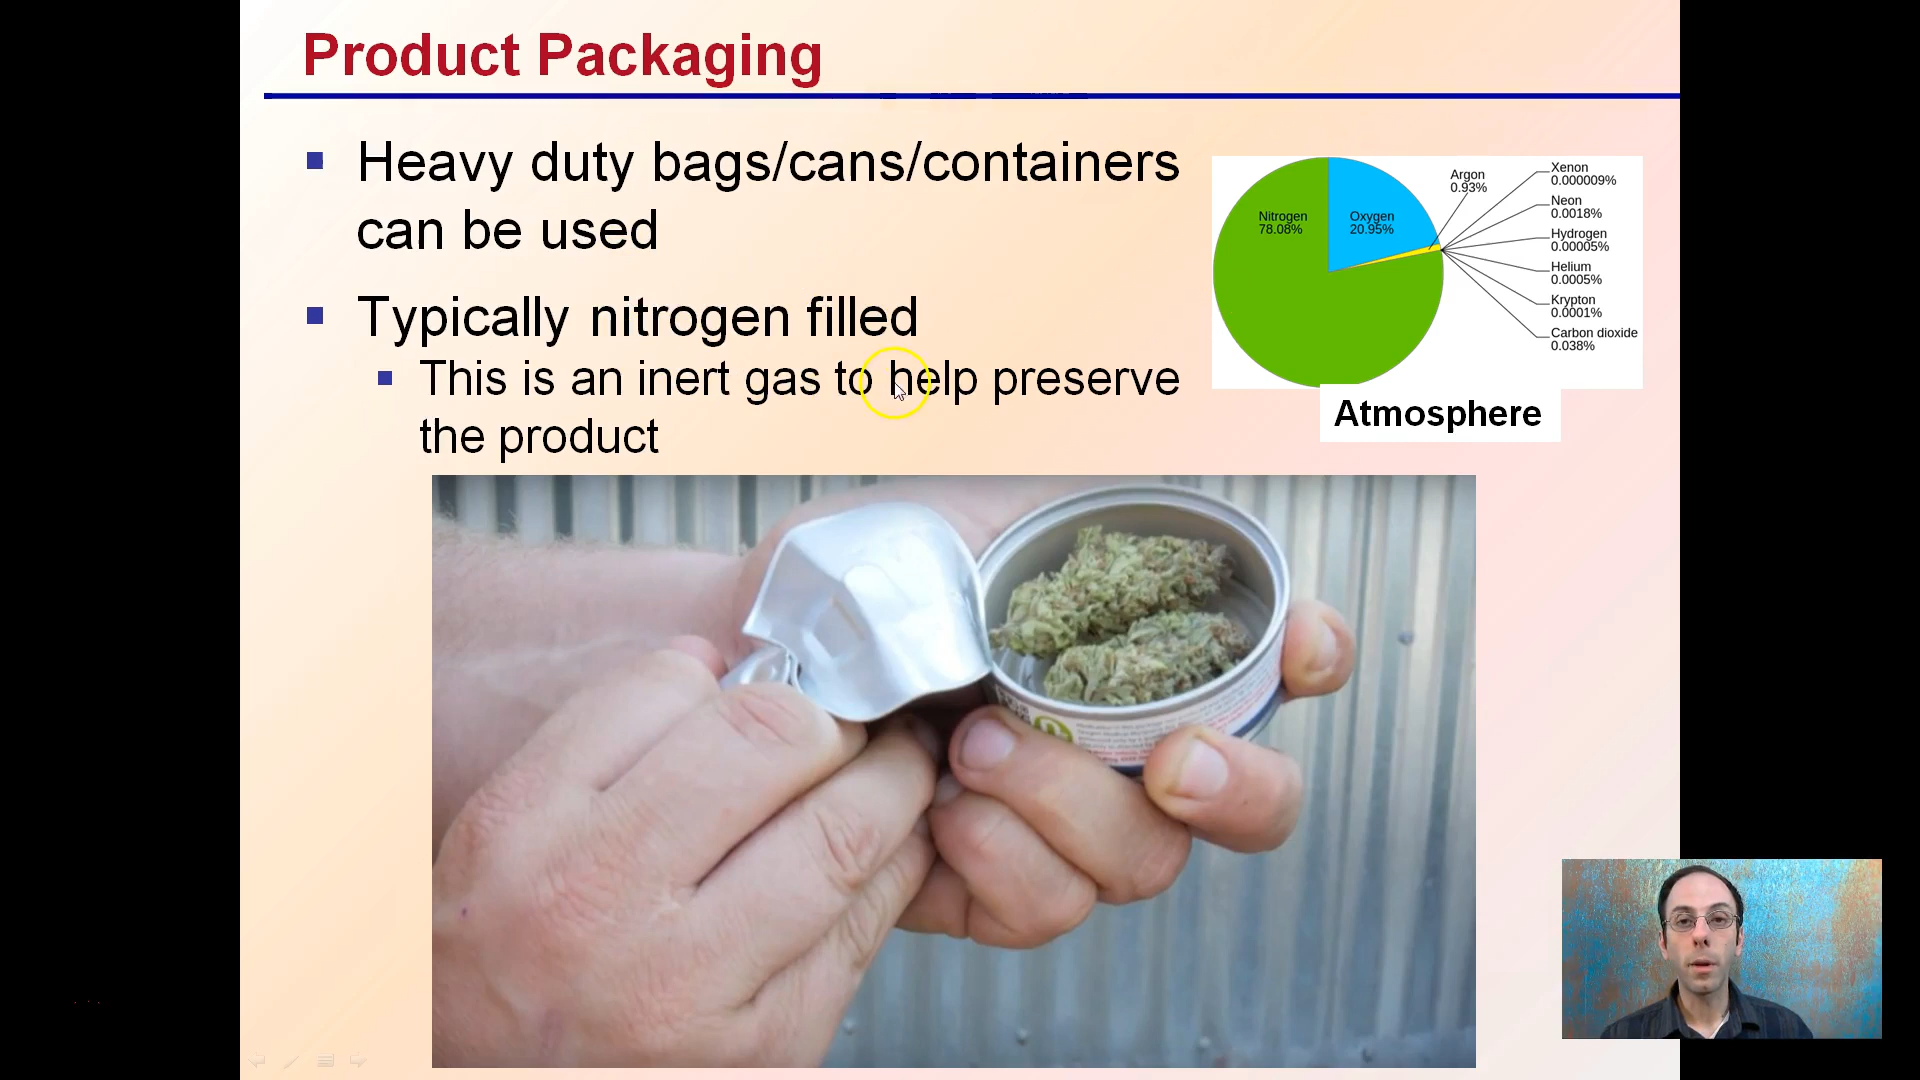 Product Packaging
Heavy duty bags/cans/containers
can be used
Typically nitrogen filled
This is an inert gas to help preserve
the product
Nitrogen
78.08%
Oxygen
20.95%
Argon
0.93%
Xenon
0.000009%
Neon
0.0018%
Hydrogen
0.00005%
Helium
0.0005%
Krypton
0.0001%
Carbon dioxide
0.038%
Atmosphere